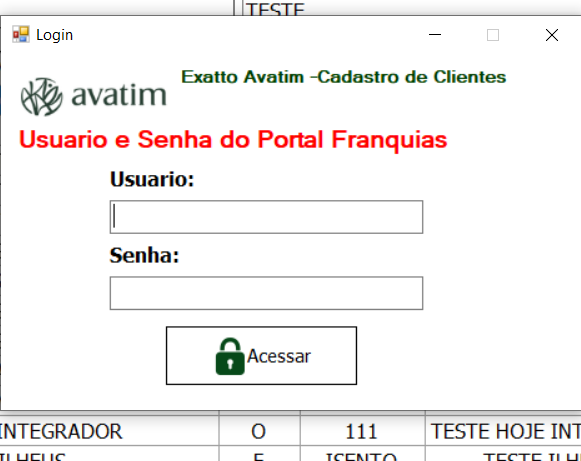 TESTE
Login
avatim
Exatto Avatim -Cadastro de Clientes
Usuario e Senha do Portal Franquias
Usuario:
Senha:
Acessar
INTEGRADOR O 111 TESTE HOJE INT
ILHEUS F ISENTO TESTE ILH